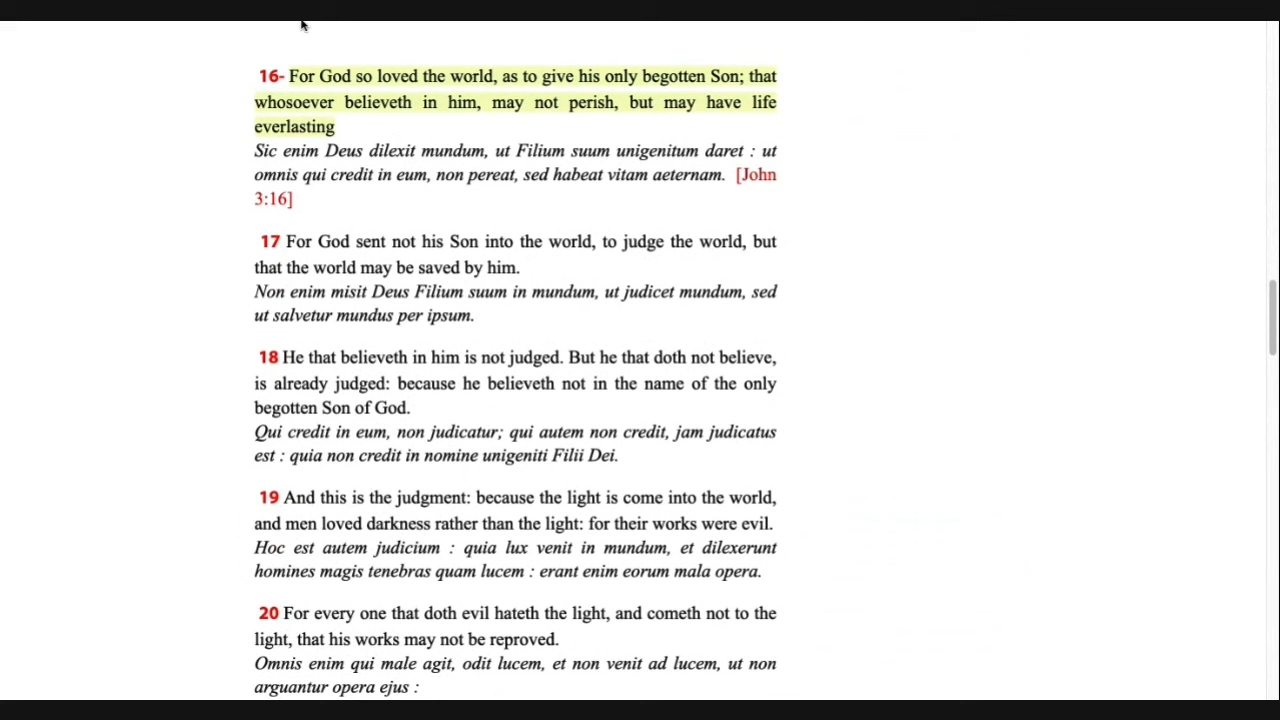 16- For God so loved the world, as to give his only begotten Son; that
whosoever believeth in him, may not perish, but may have life
everlasting
Sic enim Deus dilexit mundum, ut Filium suum unigenitum daret : ut
omnis qui credit in eum, non pereat, sed habeat vitam aeternam. [John
3:16]
17 For God sent not his Son into the world, to judge the world, but
that the world may be saved by him.
Non enim misit Deus Filium suum in mundum, ut judicet mundum, sed
ut salvetur mundus per ipsum.
18 He that believeth in him is not judged. But he that doth not believe,
is already judged: because he believeth not in the name of the only
begotten Son of God.
Qui credit in eum, non judicatur; qui autem non credit, jam judicatus
est : quia non credit in nomine unigeniti Filii Dei.
19 And this is the judgment: because the light is come into the world,
and men loved darkness rather than the light: for their works were evil.
Hoc est autem judicium : quia lux venit in mundum, et dilexerunt
homines magis tenebras quam lucem : erant enim eorum mala opera.
20 For every one that doth evil hateth the light, and cometh not to the
light, that his works may not be reproved.
Omnis enim qui male agit, odit lucem, et non venit ad lucem, ut non
arguantur opera ejus :